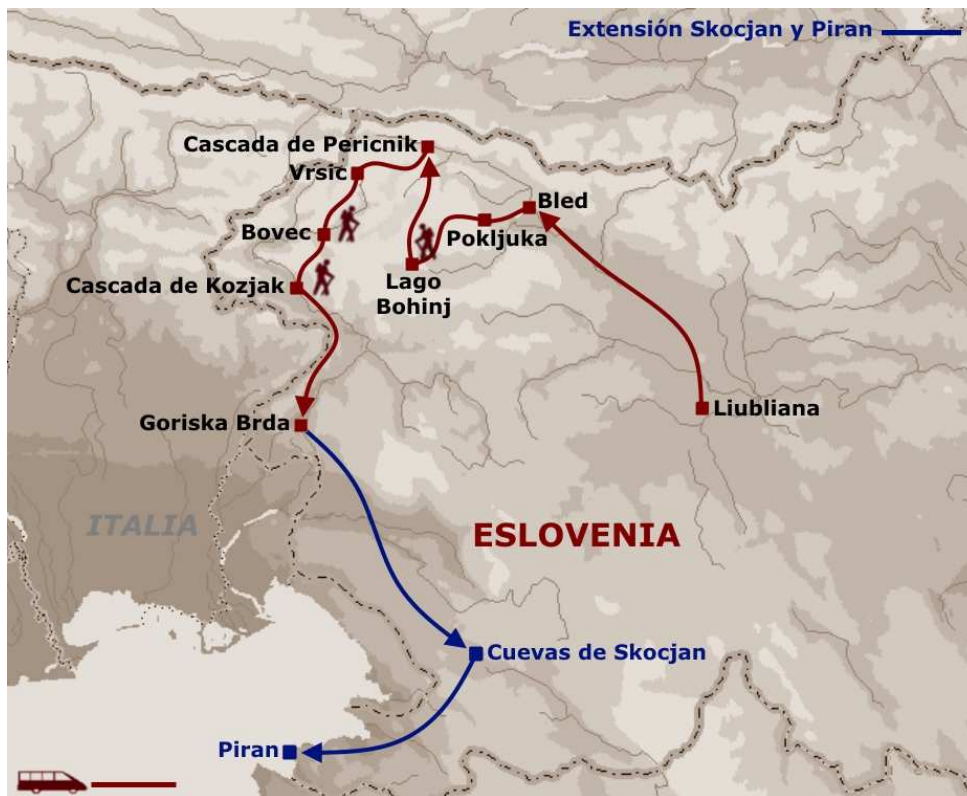 Extensión Skocjan y Piran
Cascada de Pericnik
Vrsic
Bled
Bovec
Pokljuka
Cascada de Kozjak
Lago
Bohinj
Liubliana
Goriska Brda
ITALIA
ESLOVENIA
Cuevas de Skocjan
Piran